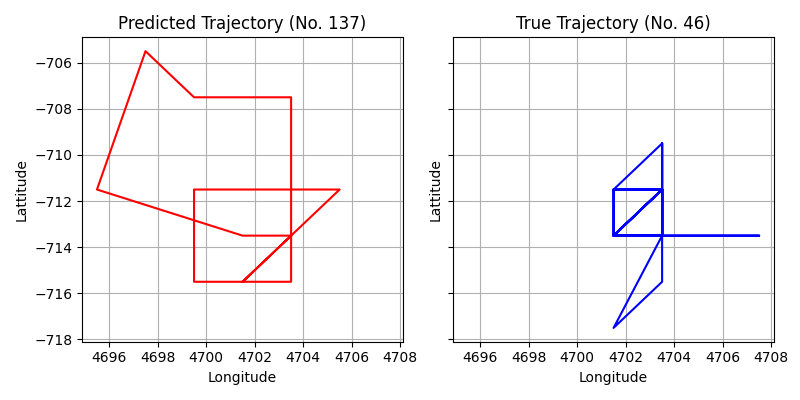 Predicted Trajectory (No. 137)
True Trajectory (No. 46)
Lattitude
−706
−708
−710
−712
−714
−716
−718
4696 4698 4700 4702 4704 4706 4708
Longitude
Lattitude
4696 4698 4700 4702 4704 4706 4708
Longitude